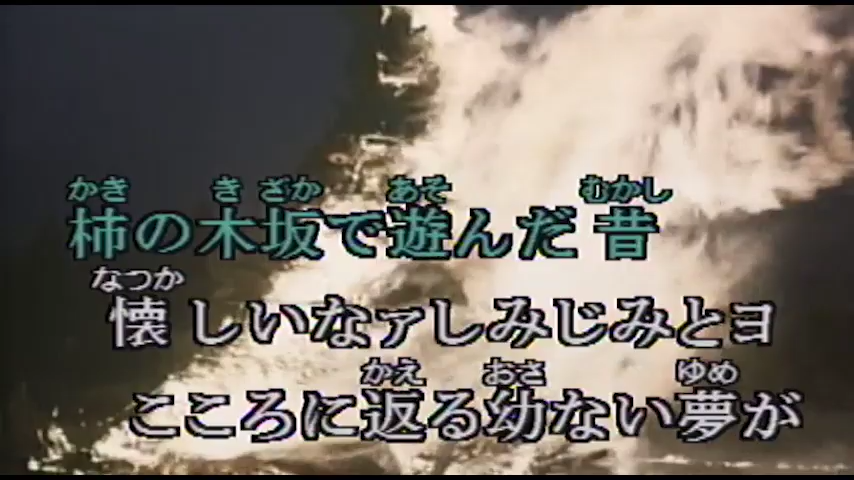 かき き ざか あそ むかし
柿の木坂で遊んだ 昔
なつか
懐しいなァしみじみとヨ
かえ おさ ゆめ
こころに返る幼ない夢が